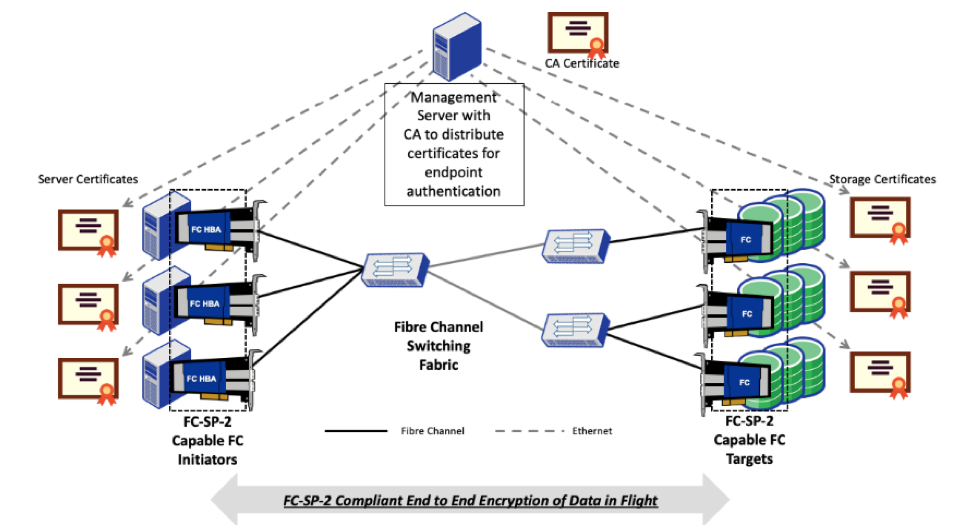 CA Certificate
Management
Server with
CA to distribute
certificates for
endpoint
authentication
Server Certificates
Storage Certificates
FC HBA
FC
FC HBA
FC
FC HBA
FC
Fibre Channel
Switching
Fabric
FC-SP-2
Capable FC
Initiators
FC-SP-2
Capable FC
Targets
Fibre Channel
Ethernet
FC-SP-2 Compliant End to End Encryption of Data in Flight